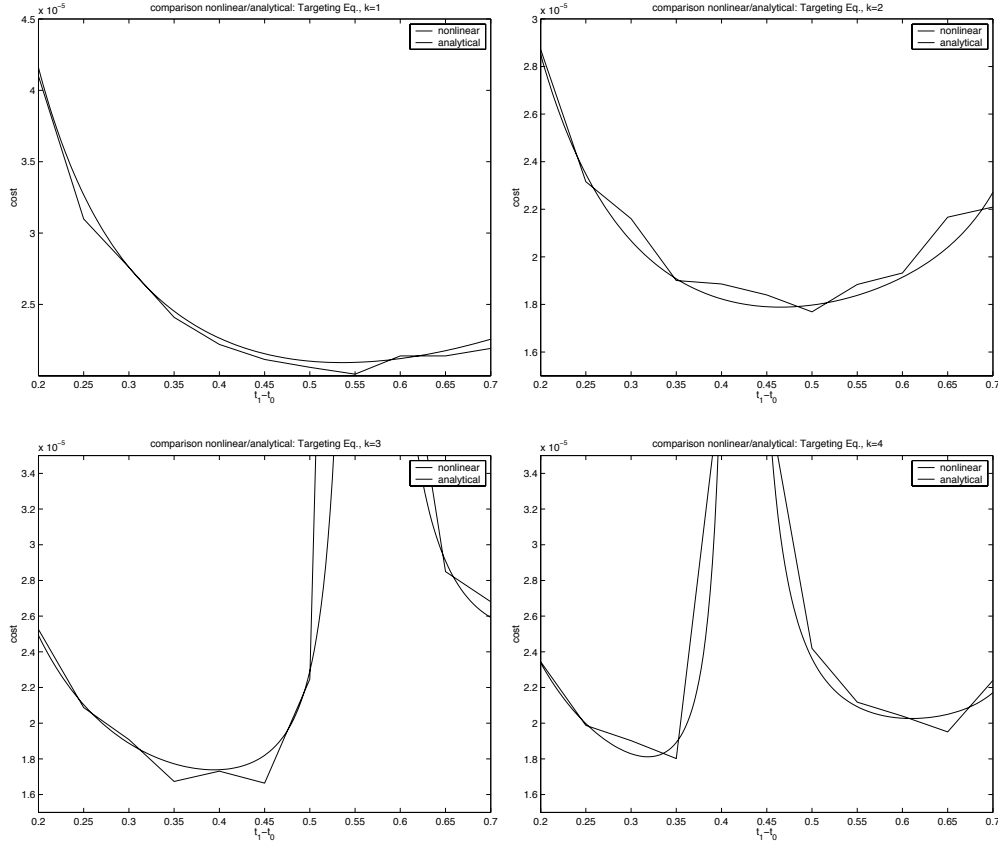 x 10⁻⁵
comparison nonlinear/analytical: Targeting Eq., k=1
nonlinear
analytical
4.5
4
3.5
3
2.5
cost
0.2 0.25 0.3 0.35 0.4 0.45 0.5 0.55 0.6 0.65 0.7
t₁–t₀
x 10⁻⁵
comparison nonlinear/analytical: Targeting Eq., k=2
nonlinear
analytical
3
2.8
2.6
2.4
2.2
2
1.8
1.6
cost
0.2 0.25 0.3 0.35 0.4 0.45 0.5 0.55 0.6 0.65 0.7
t₁–t₀
x 10⁻⁵
comparison nonlinear/analytical: Targeting Eq., k=3
nonlinear
analytical
3.4
3.2
3
2.8
2.6
2.4
2.2
2
1.8
1.6
cost
0.2 0.25 0.3 0.35 0.4 0.45 0.5 0.55 0.6 0.65 0.7
t₁–t₀
x 10⁻⁵
comparison nonlinear/analytical: Targeting Eq., k=4
nonlinear
analytical
3.4
3.2
3
2.8
2.6
2.4
2.2
2
1.8
1.6
cost
0.2 0.25 0.3 0.35 0.4 0.45 0.5 0.55 0.6 0.65 0.7
t₁–t₀